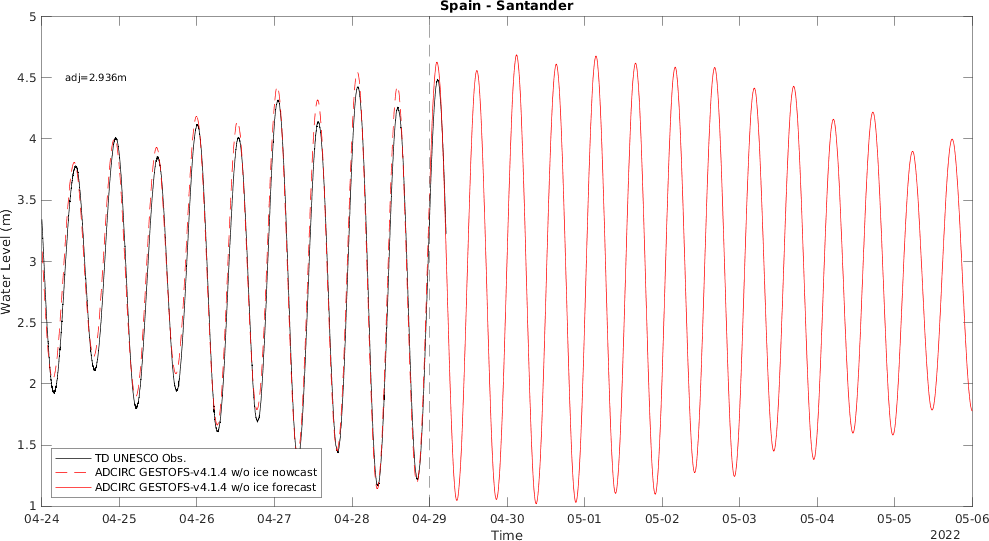 Spain - Santander
5
4.5
4
3.5
3
2.5
2
1.5
1
Water Level (m)
adj=2.936m
TD UNESCO Obs.
ADCIRC GESTOFS-v4.1.4 w/o ice nowcast
ADCIRC GESTOFS-v4.1.4 w/o ice forecast
04-24 04-25 04-26 04-27 04-28 04-29 04-30 05-01 05-02 05-03 05-04 05-05 05-06
Time
2022